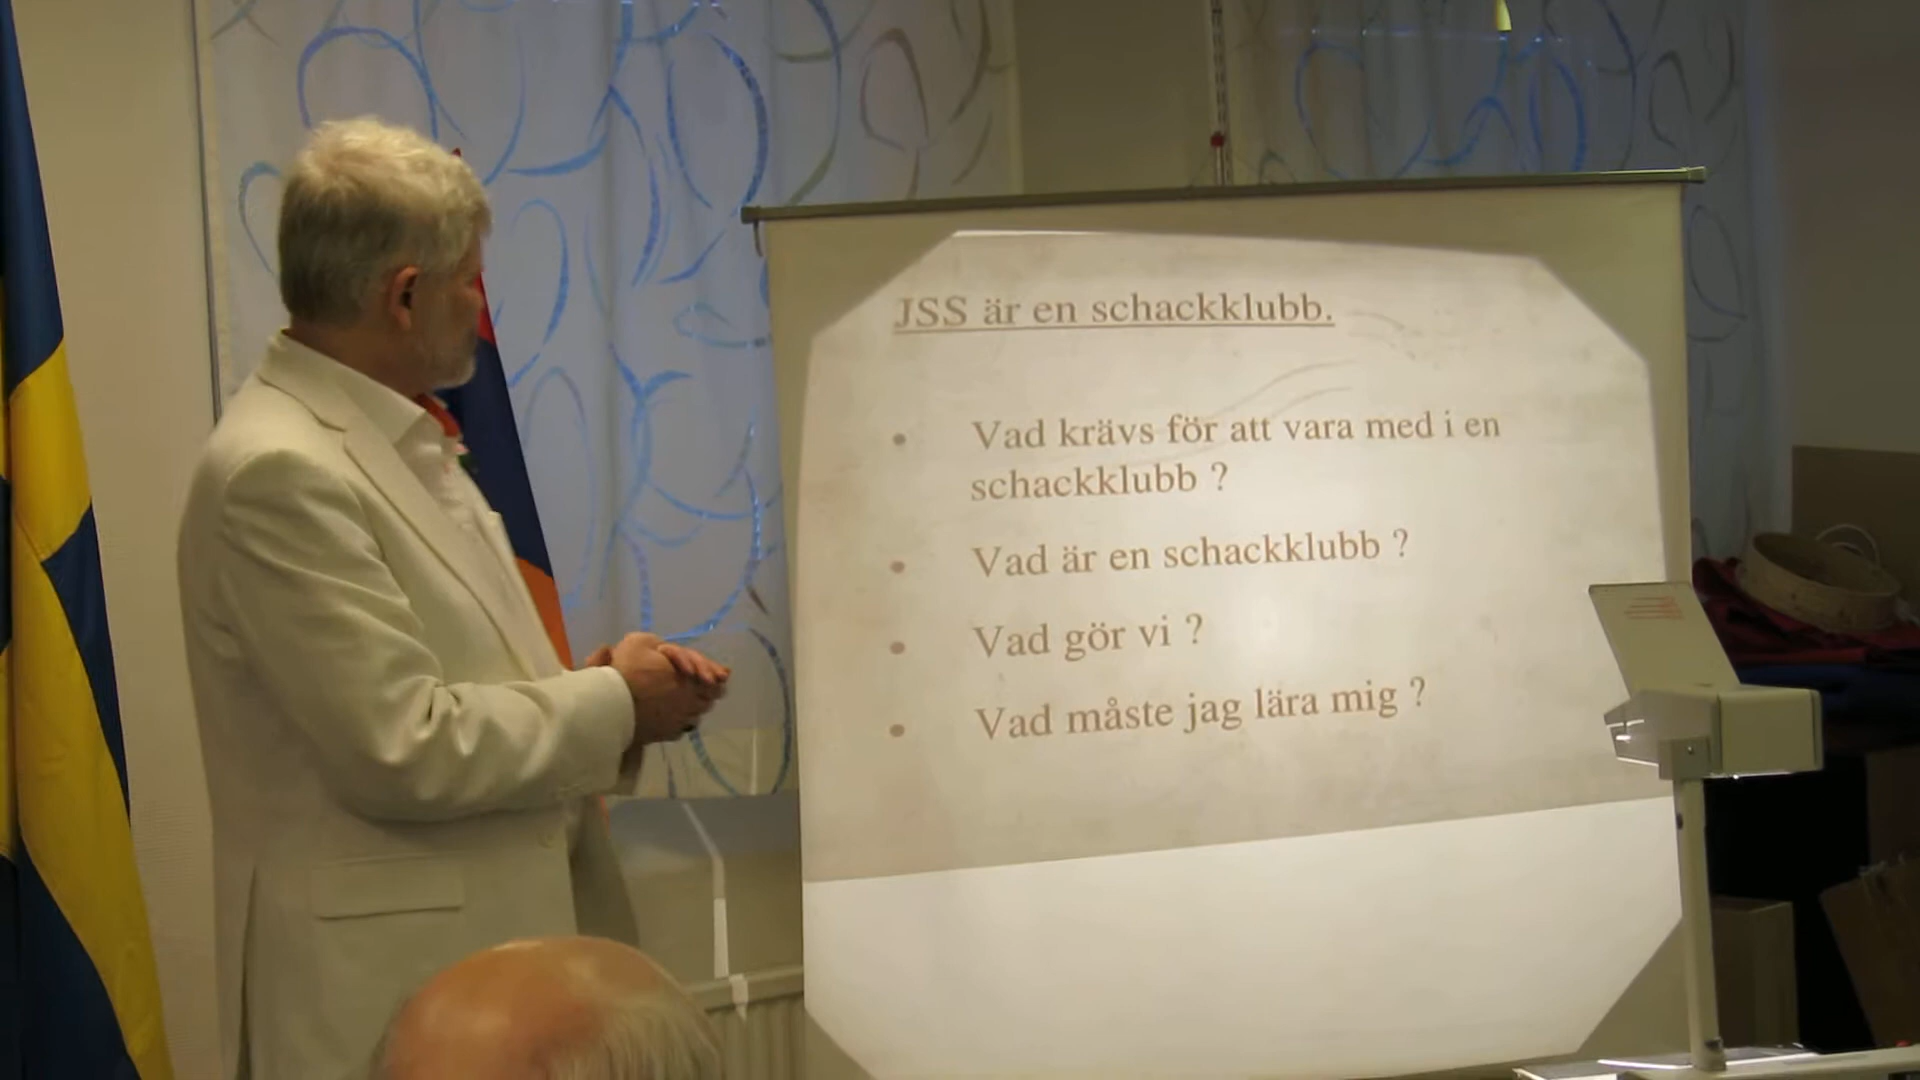 JSS är en schackklubb.
• Vad krävs för att vara med i en
schackklubb ?
• Vad är en schackklubb ?
• Vad gör vi ?
• Vad måste jag lära mig ?